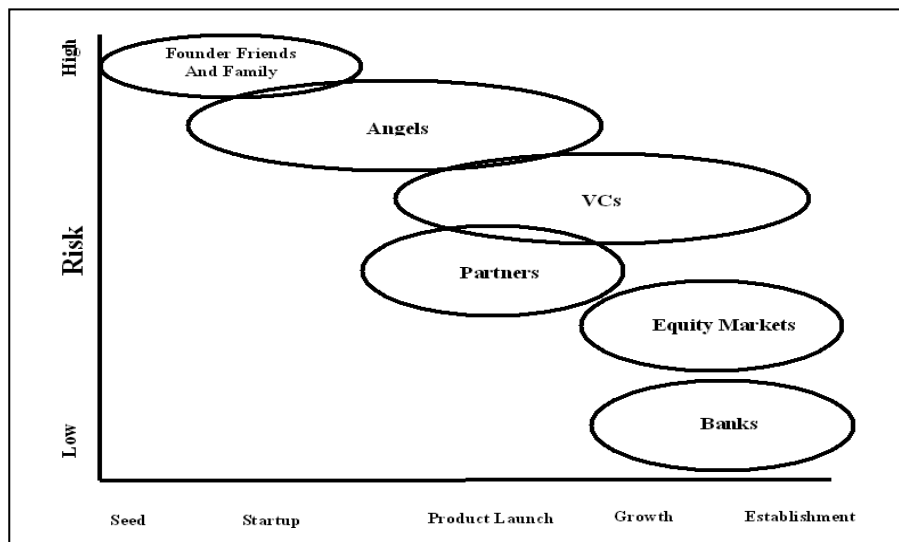 High
Founder Friends
And Family
Angels
VCs
Risk
Partners
Equity Markets
Low
Banks
Seed Startup Product Launch Growth Establishment